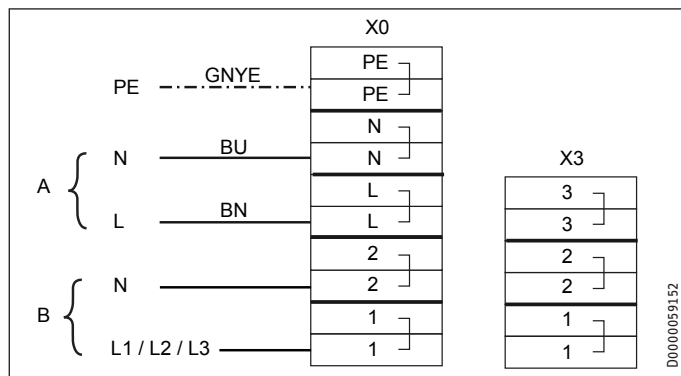 X0
PE
PE GNYE PE
N
A N BU N X3
L 3
L BN L 3
2 2
B N 2 2
1 1
L1 / L2 / L3 1 1
D0000059152